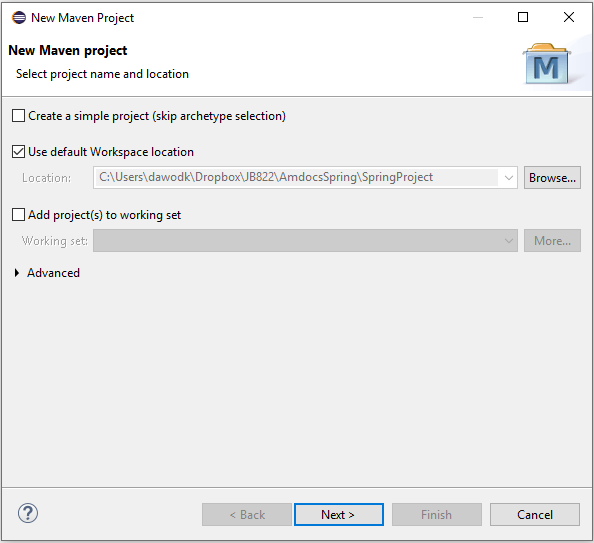 New Maven Project
New Maven project
Select project name and location
M
Create a simple project (skip archetype selection)
Use default Workspace location
Location: C:\Users\dawodk\Dropbox\JB822\AmdocsSpring\SpringProject Browse...
Add project(s) to working set
Working set: More...
Advanced
? < Back Next > Finish Cancel